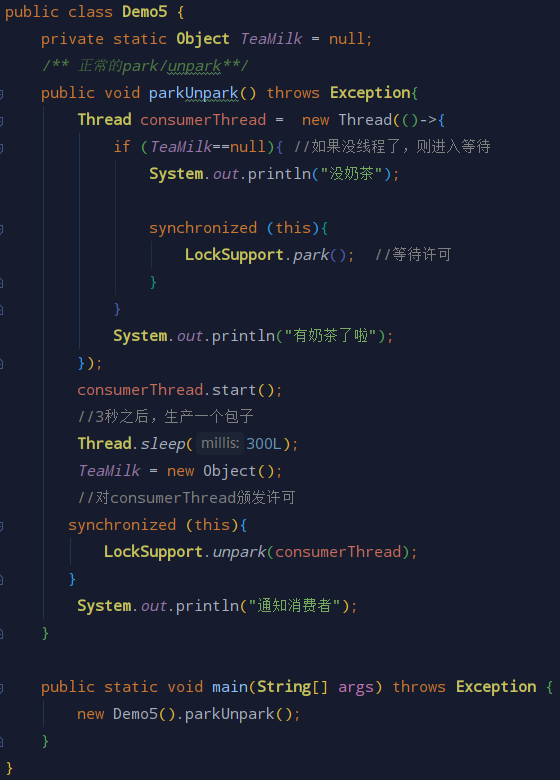 public class Demo5 {
    private static Object TeaMilk = null;
    /** 正常的park/unpark**/
    public void parkUnpark() throws Exception{
        Thread consumerThread =  new Thread(()->{
            if (TeaMilk==null){ //如果没线程了，则进入等待
                System.out.println("没奶茶");
                synchronized (this){
                    LockSupport.park();  //等待许可
                }
            }
            System.out.println("有奶茶了啦");
        });
        consumerThread.start();
        //3秒之后，生产一个包子
        Thread.sleep( millis: 300L);
        TeaMilk = new Object();
        //对consumerThread颁发许可
       synchronized (this){
           LockSupport.unpark(consumerThread);
       }
        System.out.println("通知消费者");
    }
    public static void main(String[] args) throws Exception {
        new Demo5().parkUnpark();
    }
}